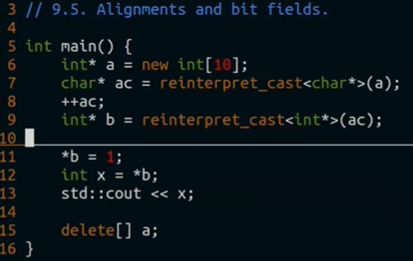 3 // 9.5. Alignments and bit fields.
4
5 int main() {
6     int* a = new int[10];
7     char* ac = reinterpret_cast<char*>(a);
8     ++ac;
9     int* b = reinterpret_cast<int*>(ac);
10
11     *b = 1;
12     int x = *b;
13     std::cout << x;
14
15     delete[] a;
16 }